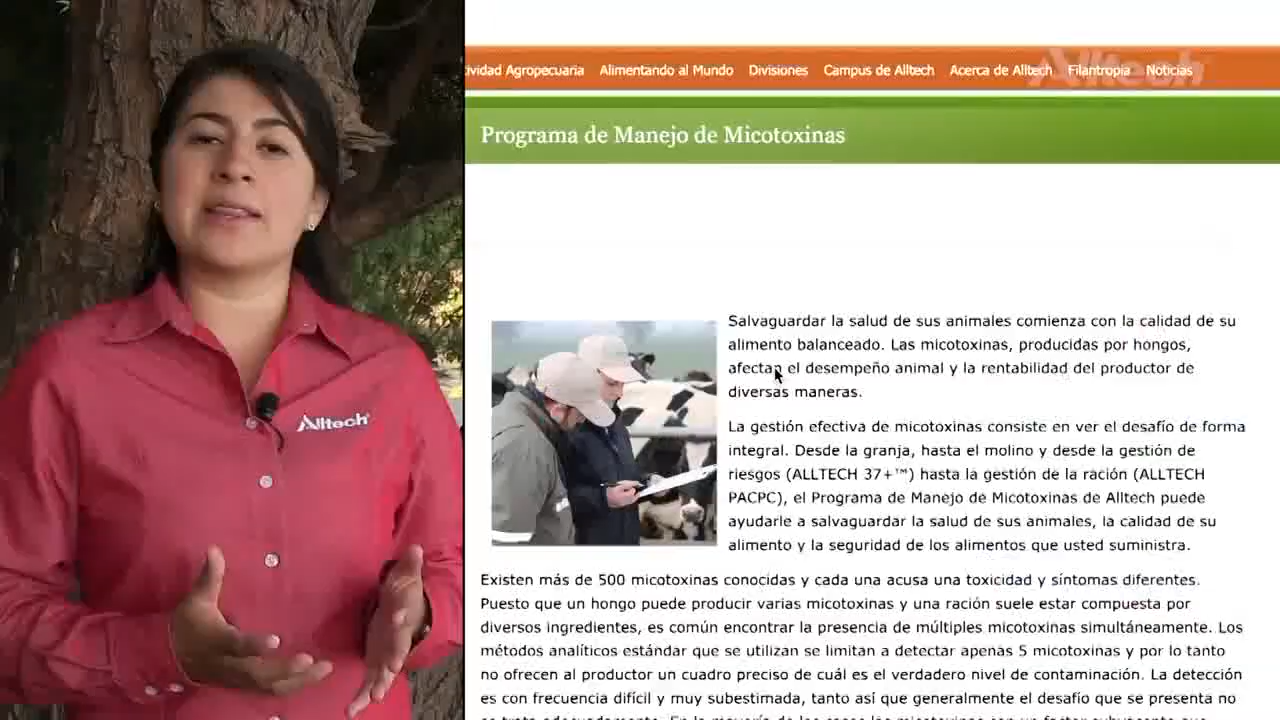 Alltech
tividad Agropecuaria Alimentando al Mundo Divisiones Campus de Alltech Acerca de Alltech Filantropia Noticias
Programa de Manejo de Micotoxinas
Salvaguardar la salud de sus animales comienza con la calidad de su
alimento balanceado. Las micotoxinas, producidas por hongos,
afectan el desempeño animal y la rentabilidad del productor de
diversas maneras.
La gestión efectiva de micotoxinas consiste en ver el desafío de forma
integral. Desde la granja, hasta el molino y desde la gestión de
riesgos (ALLTECH 37+™) hasta la gestión de la ración (ALLTECH
PACPC), el Programa de Manejo de Micotoxinas de Alltech puede
ayudarle a salvaguardar la salud de sus animales, la calidad de su
alimento y la seguridad de los alimentos que usted suministra.
Existen más de 500 micotoxinas conocidas y cada una acusa una toxicidad y síntomas diferentes.
Puesto que un hongo puede producir varias micotoxinas y una ración suele estar compuesta por
diversos ingredientes, es común encontrar la presencia de múltiples micotoxinas simultáneamente. Los
métodos analíticos estándar que se utilizan se limitan a detectar apenas 5 micotoxinas y por lo tanto
no ofrecen al productor un cuadro preciso de cuál es el verdadero nivel de contaminación. La detección
es con frecuencia difícil y muy subestimada, tanto así que generalmente el desafío que se presenta no
Alltech